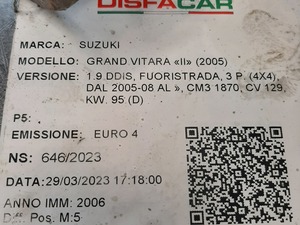 DISFACAR
MARCA: SUZUKI
MODELLO: GRAND VITARA «II» (2005)
VERSIONE: 1.9 DDiS, FUORISTRADA, 3 P. (4X4),
DAL 2005-08 AL », CM3 1870, CV 129,
KW. 95 (D)
P5:
EMISSIONE: EURO 4
NS: 646/2023
DATA:29/03/2023 17:18:00
ANNO IMM: 2006
Diff. Pos. M:5